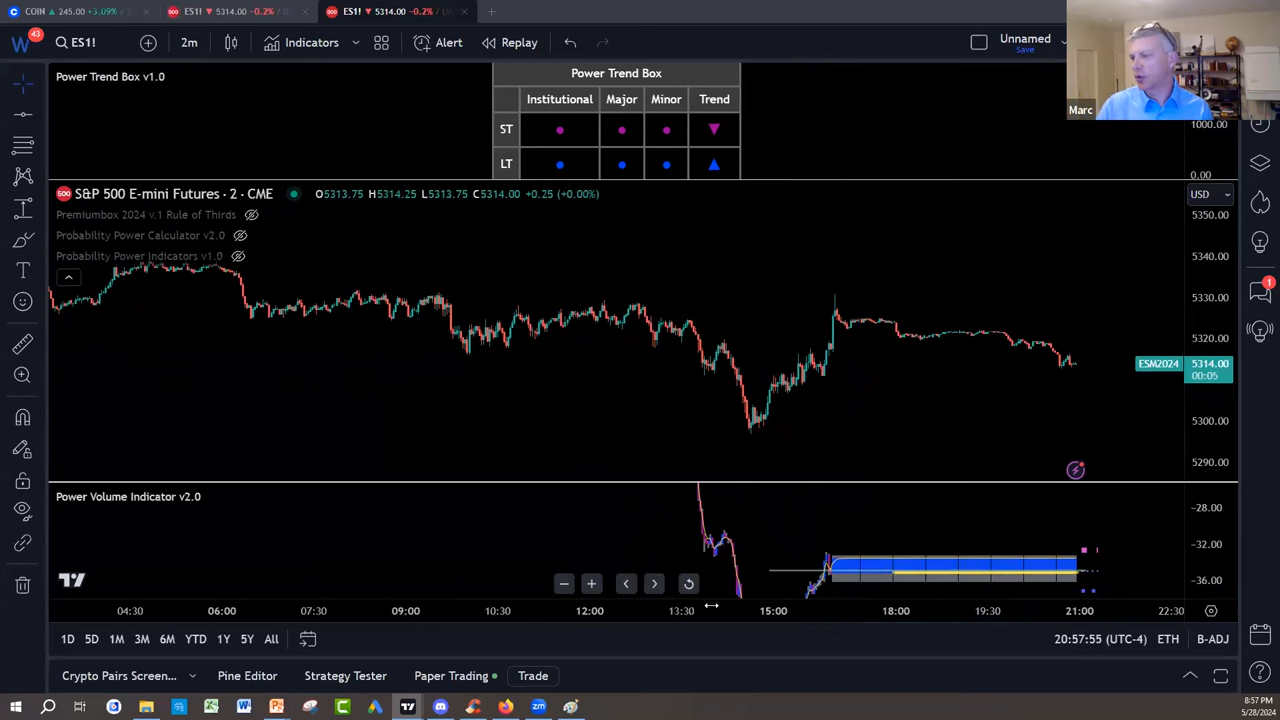 COIN 245.00 +3.09%
ES1! 5314.00 -0.2% /
ES1! 5314.00 -0.2% /
W 43 ES1! 2m Indicators Alert Replay Unnamed
Save
Marc
Power Trend Box v1.0
Power Trend Box
Institutional Major Minor Trend
ST
LT
1000.00
0.00
500 S&P 500 E-mini Futures · 2 · CME O5313.75 H5314.25 L5313.75 C5314.00 +0.25 (+0.00%)
USD
Premiumbox 2024 v.1 Rule of Thirds
Probability Power Calculator v2.0
Probability Power Indicators v1.0
5350.00
5340.00
5330.00
5320.00
ESM2024 5314.00
00:05
5300.00
5290.00
1
Power Volume Indicator v2.0
-28.00
-32.00
-36.00
04:30 06:00 07:30 09:00 10:30 12:00 13:30 15:00 18:00 19:30 21:00 22:30
1D 5D 1M 3M 6M YTD 1Y 5Y All 20:57:55 (UTC-4) ETH B-ADJ
Crypto Pairs Screen... Pine Editor Strategy Tester Paper Trading Trade
8:57 PM
5/28/2024